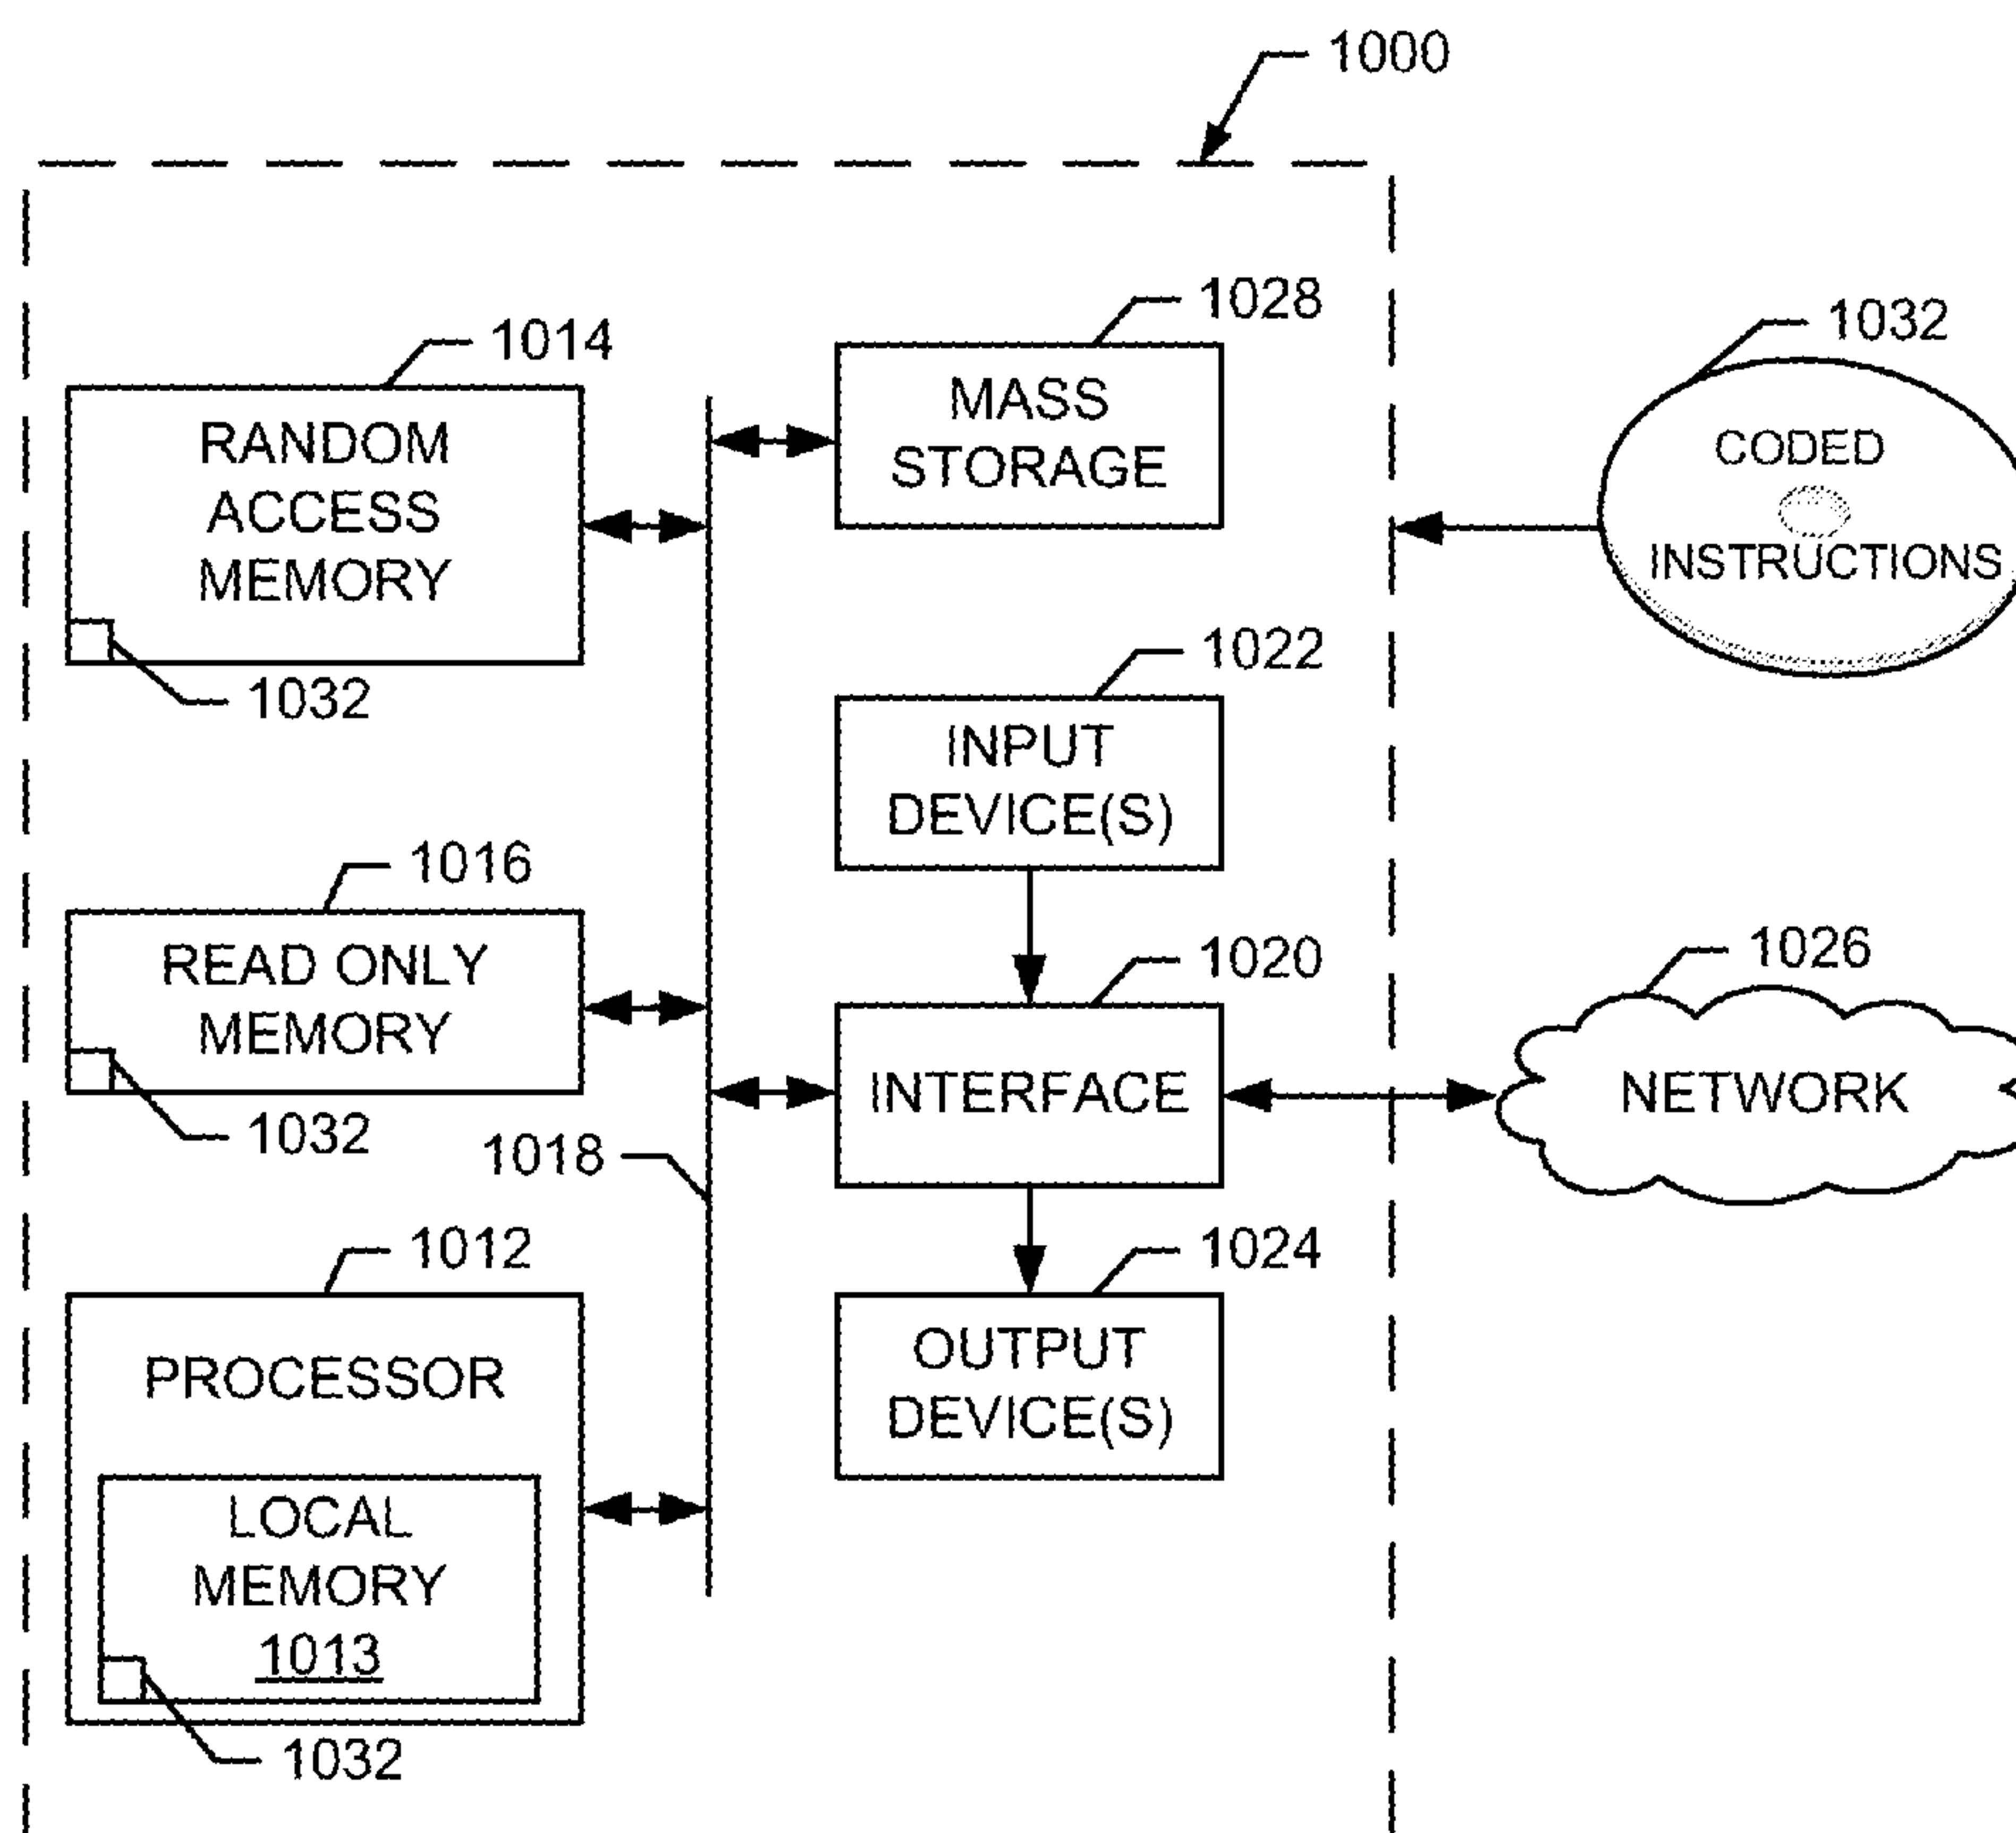 1000
1028
1014
1032
MASS
STORAGE
RANDOM
ACCESS
MEMORY
CODED
INSTRUCTIONS
1032
1022
INPUT
DEVICE(S)
1016
READ ONLY
MEMORY
1020
1026
INTERFACE
NETWORK
1032
1018
1012
1024
PROCESSOR
OUTPUT
DEVICE(S)
LOCAL
MEMORY
1013
1032